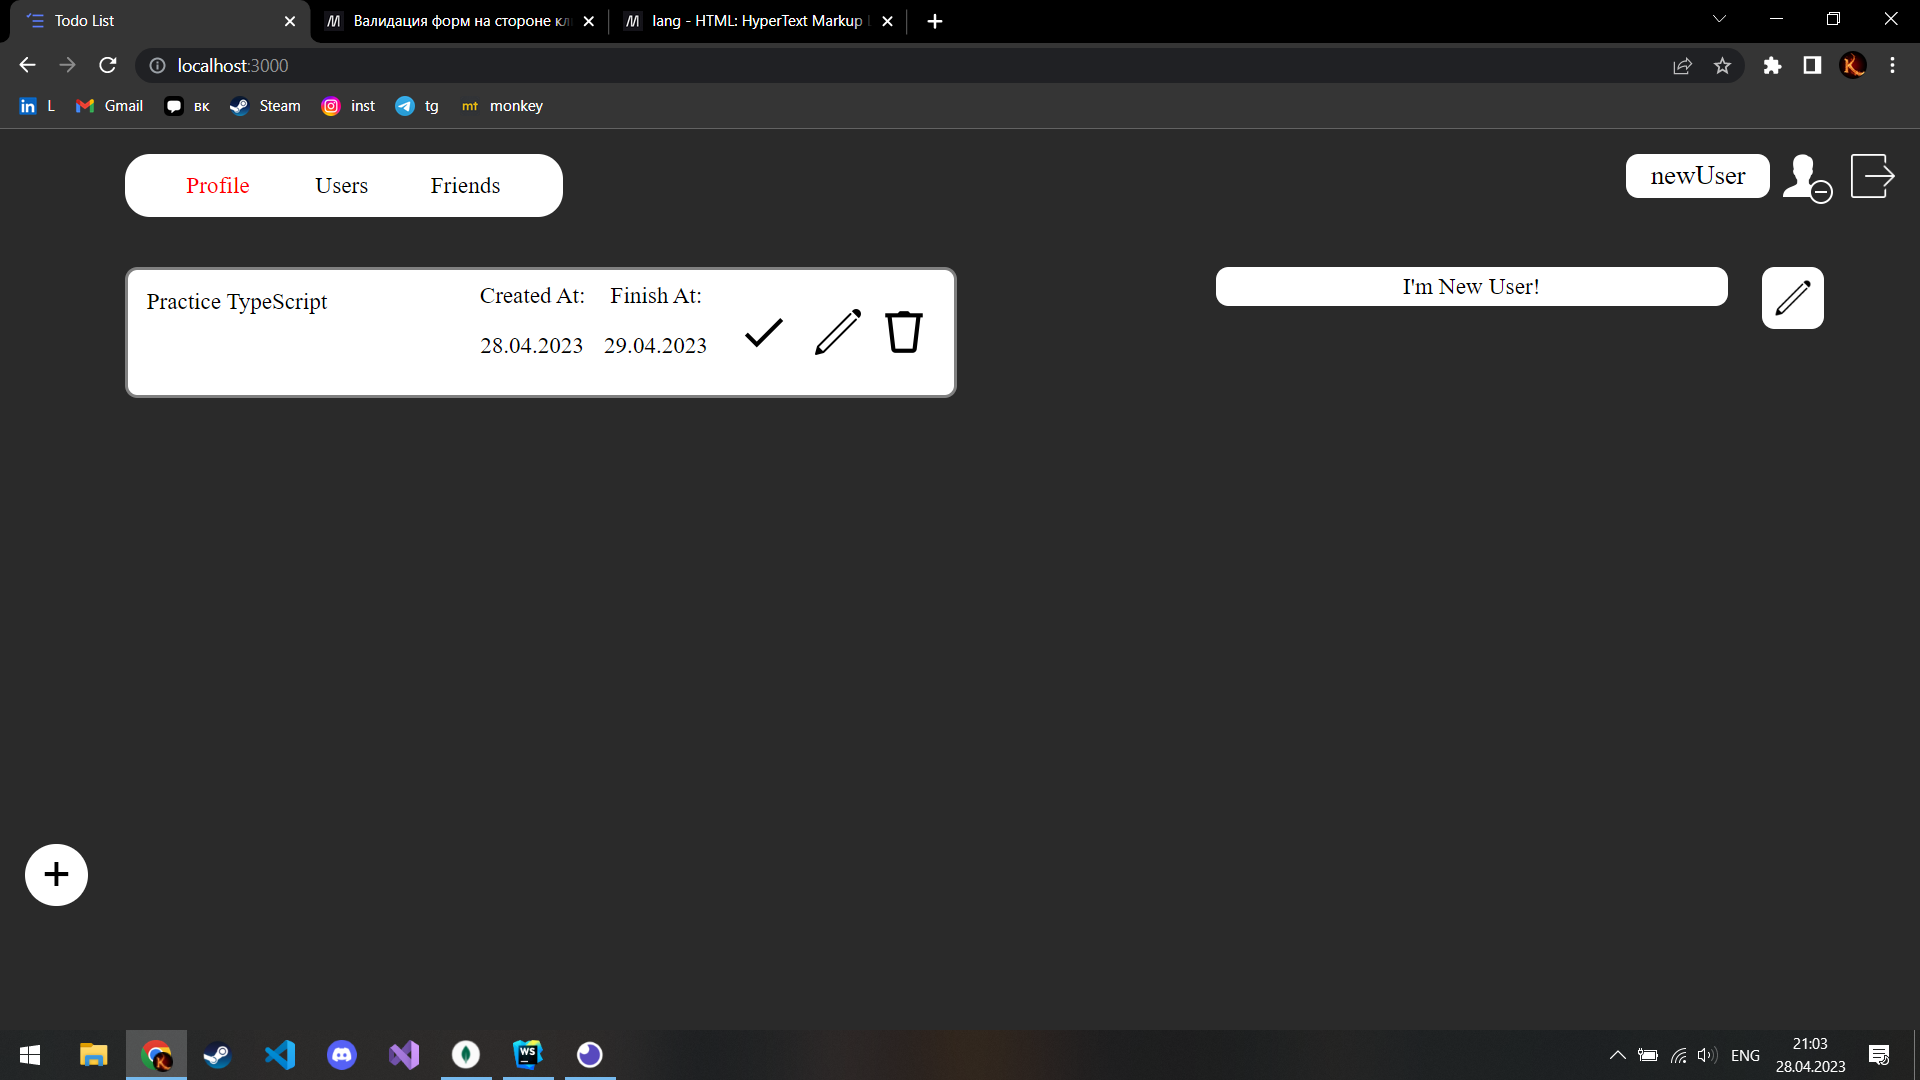 Todo List
Валидация форм на стороне кл
lang - HTML: HyperText Markup L
localhost:3000
L
Gmail
вк
Steam
inst
tg
mt monkey
Profile
Users
Friends
newUser
Practice TypeScript
Created At:
Finish At:
28.04.2023
29.04.2023
I'm New User!
WS
ENG
21:03
28.04.2023